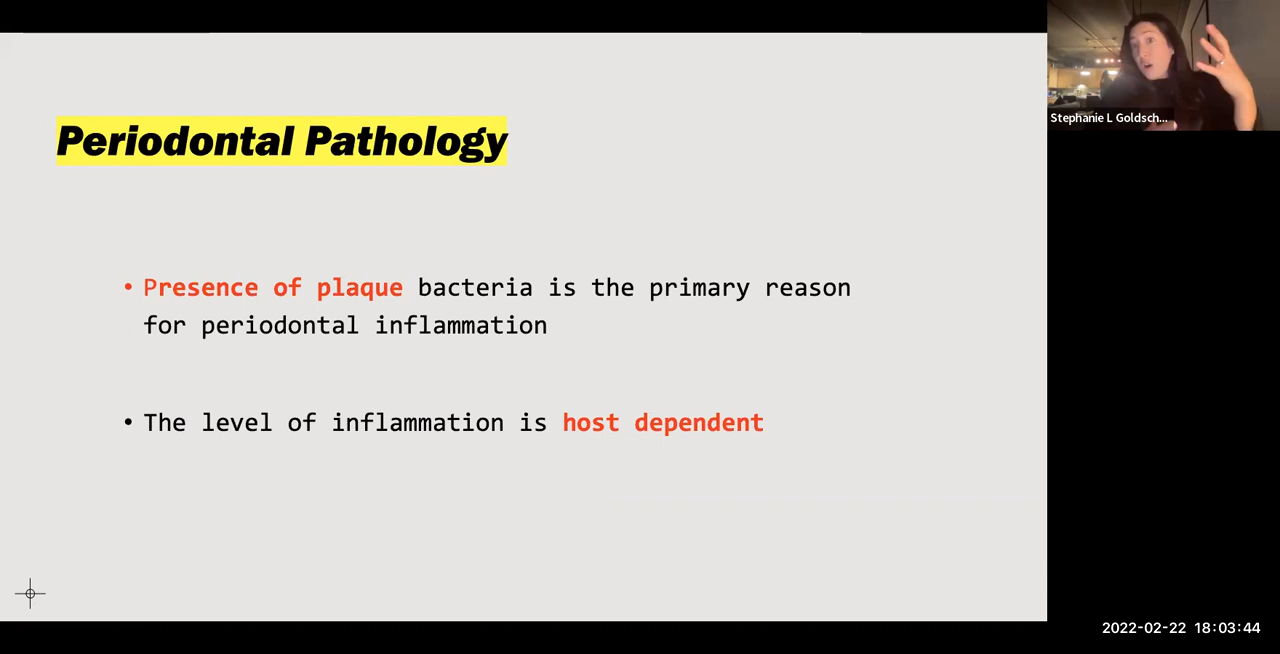 Periodontal Pathology
• Presence of plaque bacteria is the primary reason
for periodontal inflammation
• The level of inflammation is host dependent
Stephanie L Goldsch...
2022-02-22 18:03:44